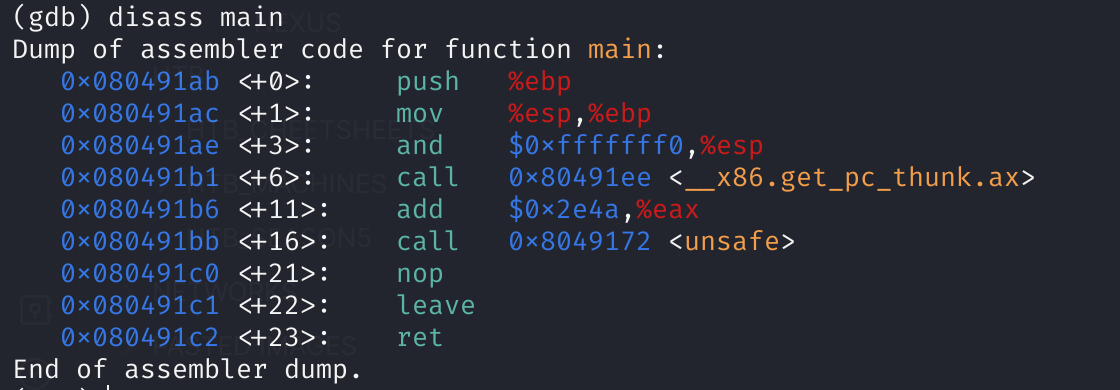 (gdb) disass main
Dump of assembler code for function main:
   0x080491ab <+0>:     push   %ebp
   0x080491ac <+1>:     mov    %esp,%ebp
   0x080491ae <+3>:     and    $0xfffffff0,%esp
   0x080491b1 <+6>:     call   0x80491ee <__x86.get_pc_thunk.ax>
   0x080491b6 <+11>:    add    $0x2e4a,%eax
   0x080491bb <+16>:    call   0x8049172 <unsafe>
   0x080491c0 <+21>:    nop
   0x080491c1 <+22>:    leave
   0x080491c2 <+23>:    ret
End of assembler dump.